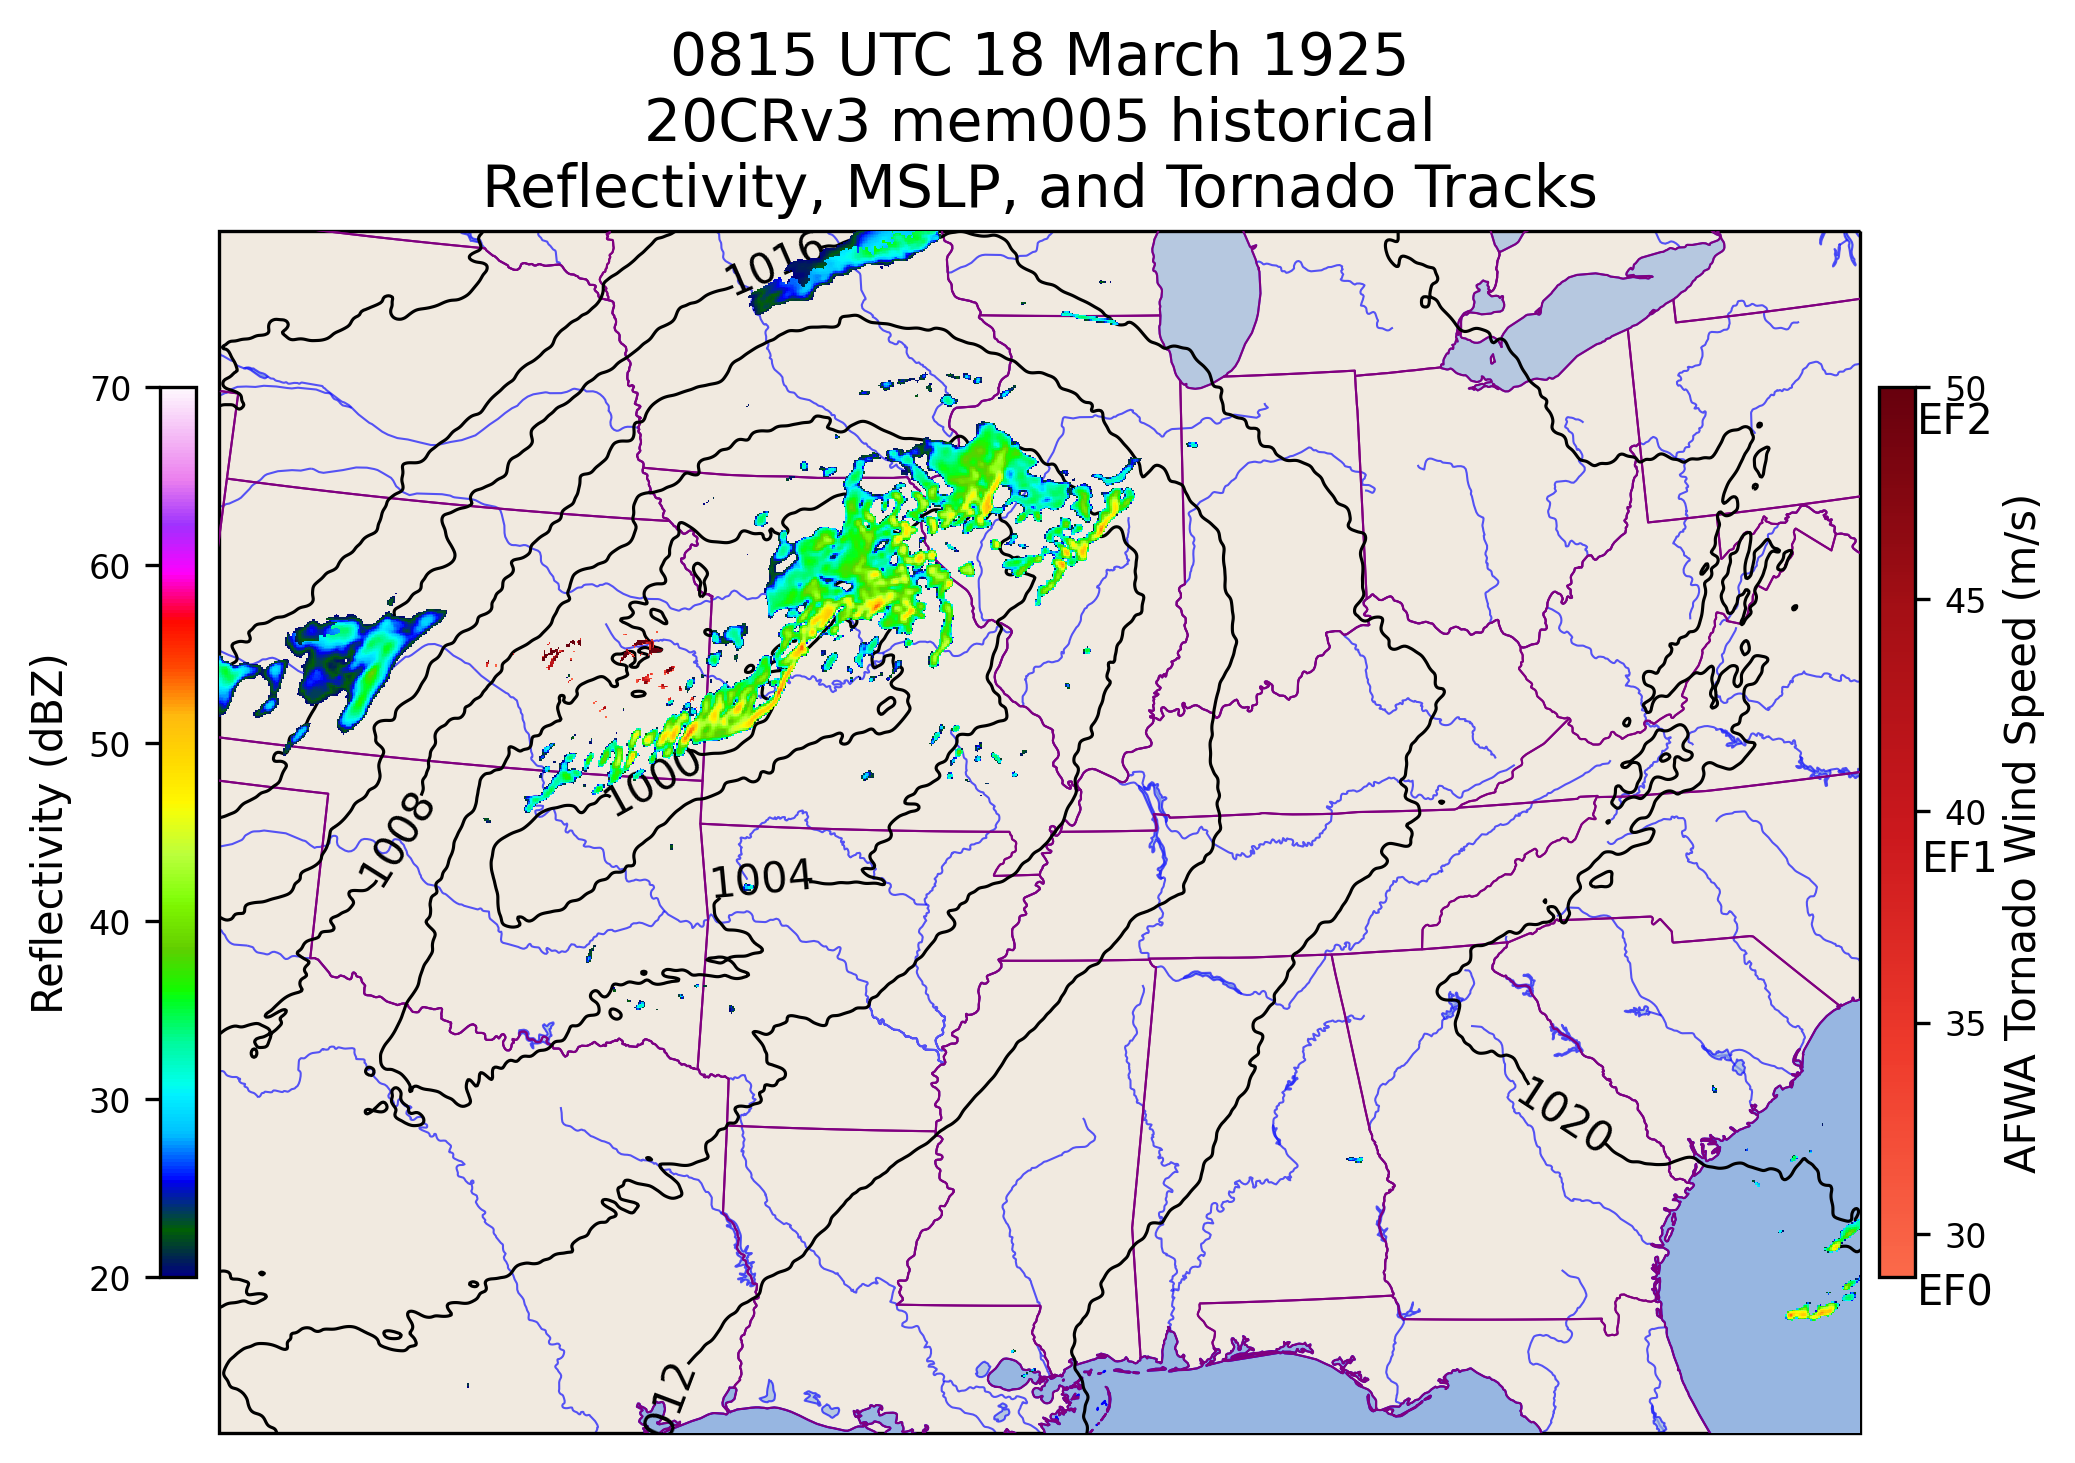 0815 UTC 18 March 1925
20CRv3 mem005 historical
Reflectivity, MSLP, and Tornado Tracks
Reflectivity (dBZ)
70
60
50
40
30
20
1016
1008
1000
1004
1020
012
50
EF2
45
40
EF1
35
30
EF0
AFWA Tornado Wind Speed (m/s)